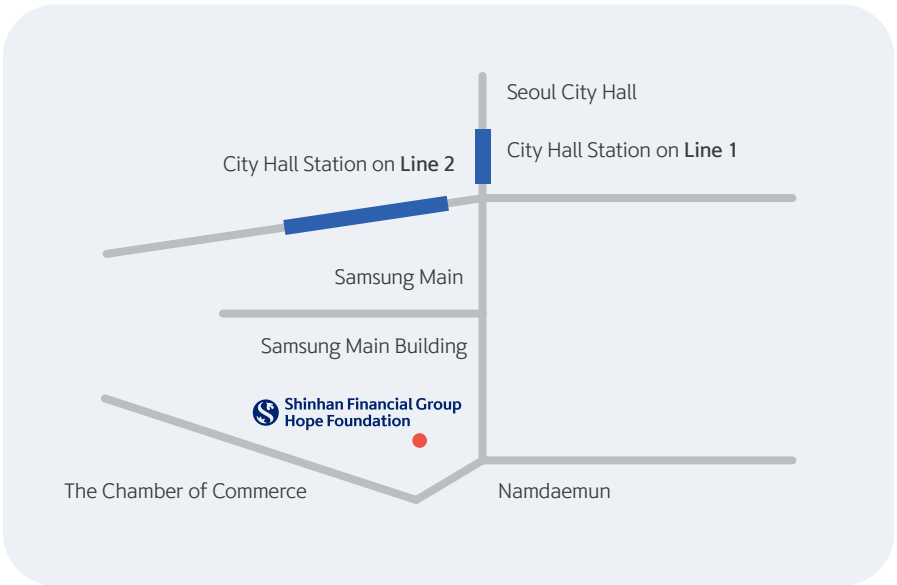 Seoul City Hall
City Hall Station on Line 1
City Hall Station on Line 2
Samsung Main
Samsung Main Building
Shinhan Financial Group
Hope Foundation
The Chamber of Commerce
Namdaemun